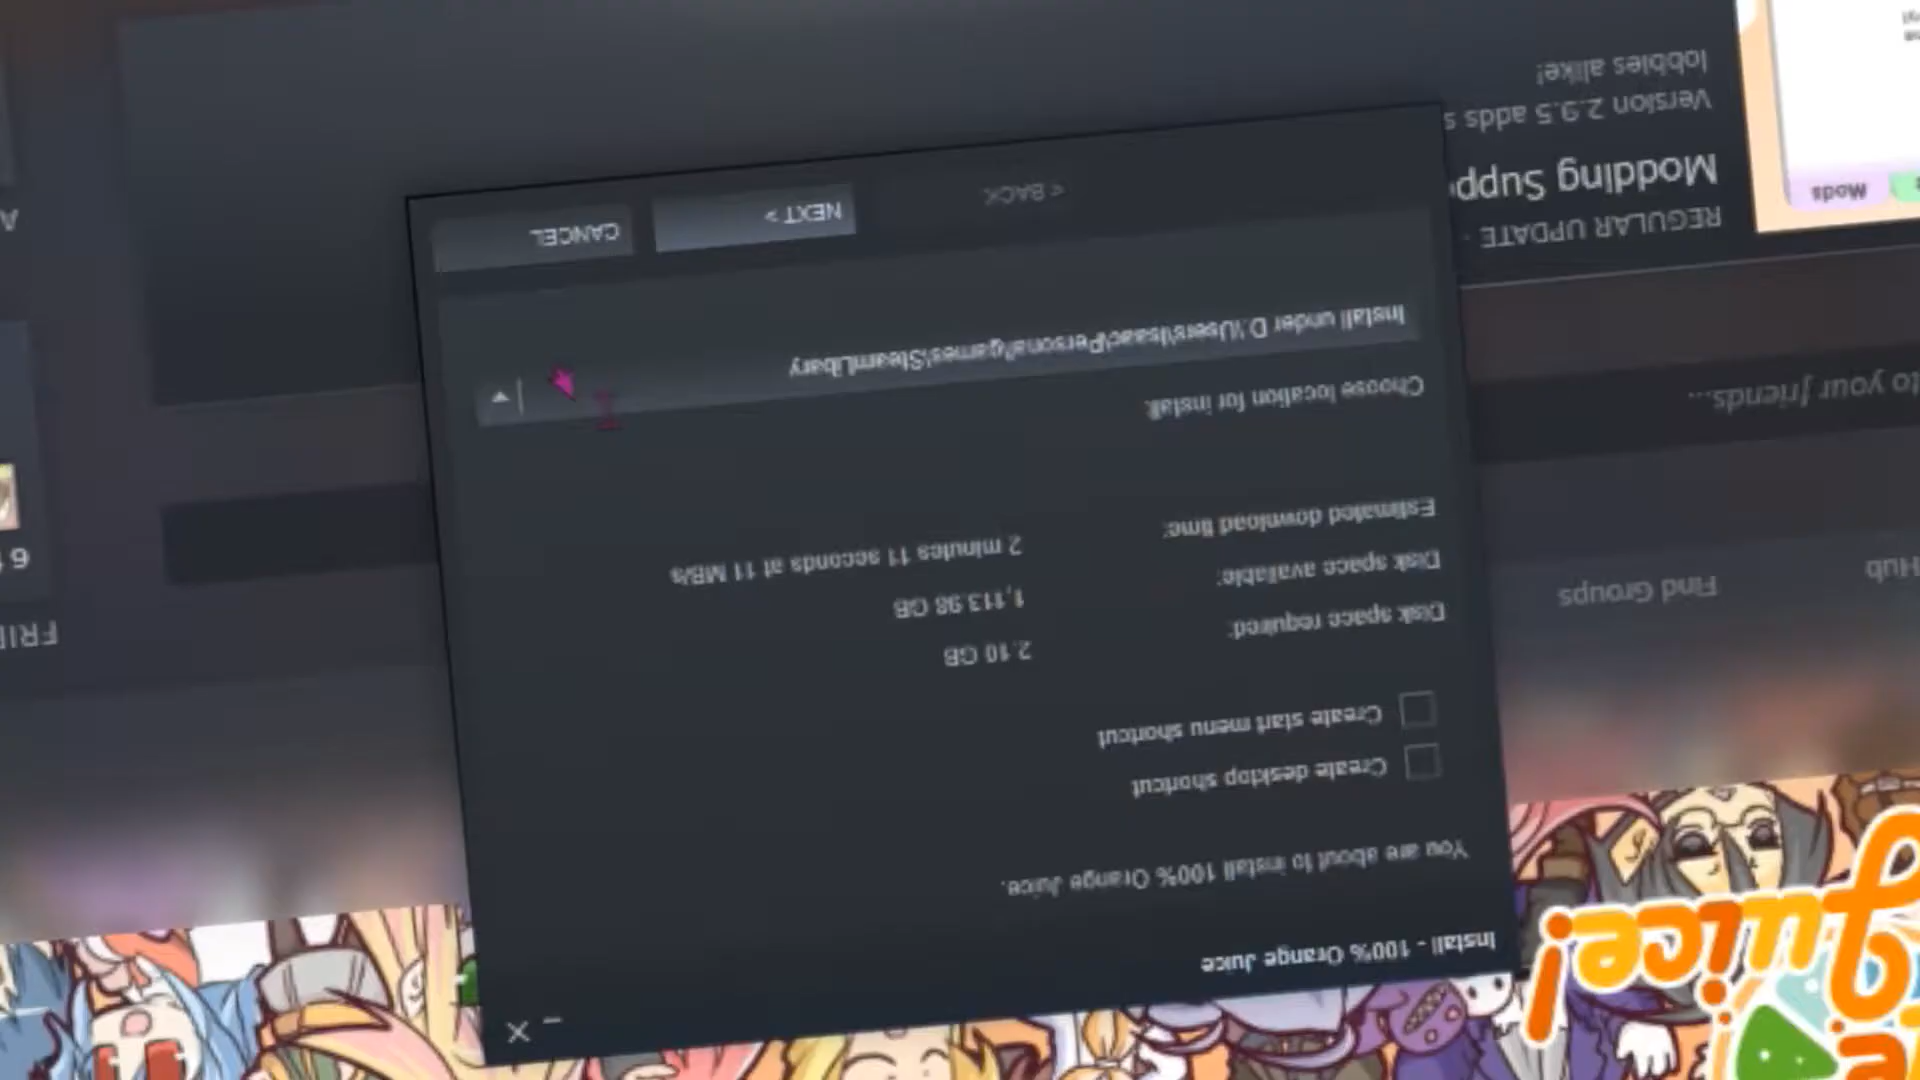 Install - 100% Orange Juice
You are about to install 100% Orange Juice.
Create desktop shortcut
Create start menu shortcut
Disk space required: 2.10 GB
Disk space available: 1,113.98 GB
Estimated download time: 2 minutes 11 seconds at 11 MB/s
Choose location for install:
Install under D:\Users\Isaac\Personal\games\SteamLibary
< BACK
NEXT >
CANCEL
Juice!
Hub
Find Groups
to your friends...
REGULAR UPDATE
Modding
Version 2.9.5 adds
lobbies alike!
Mods